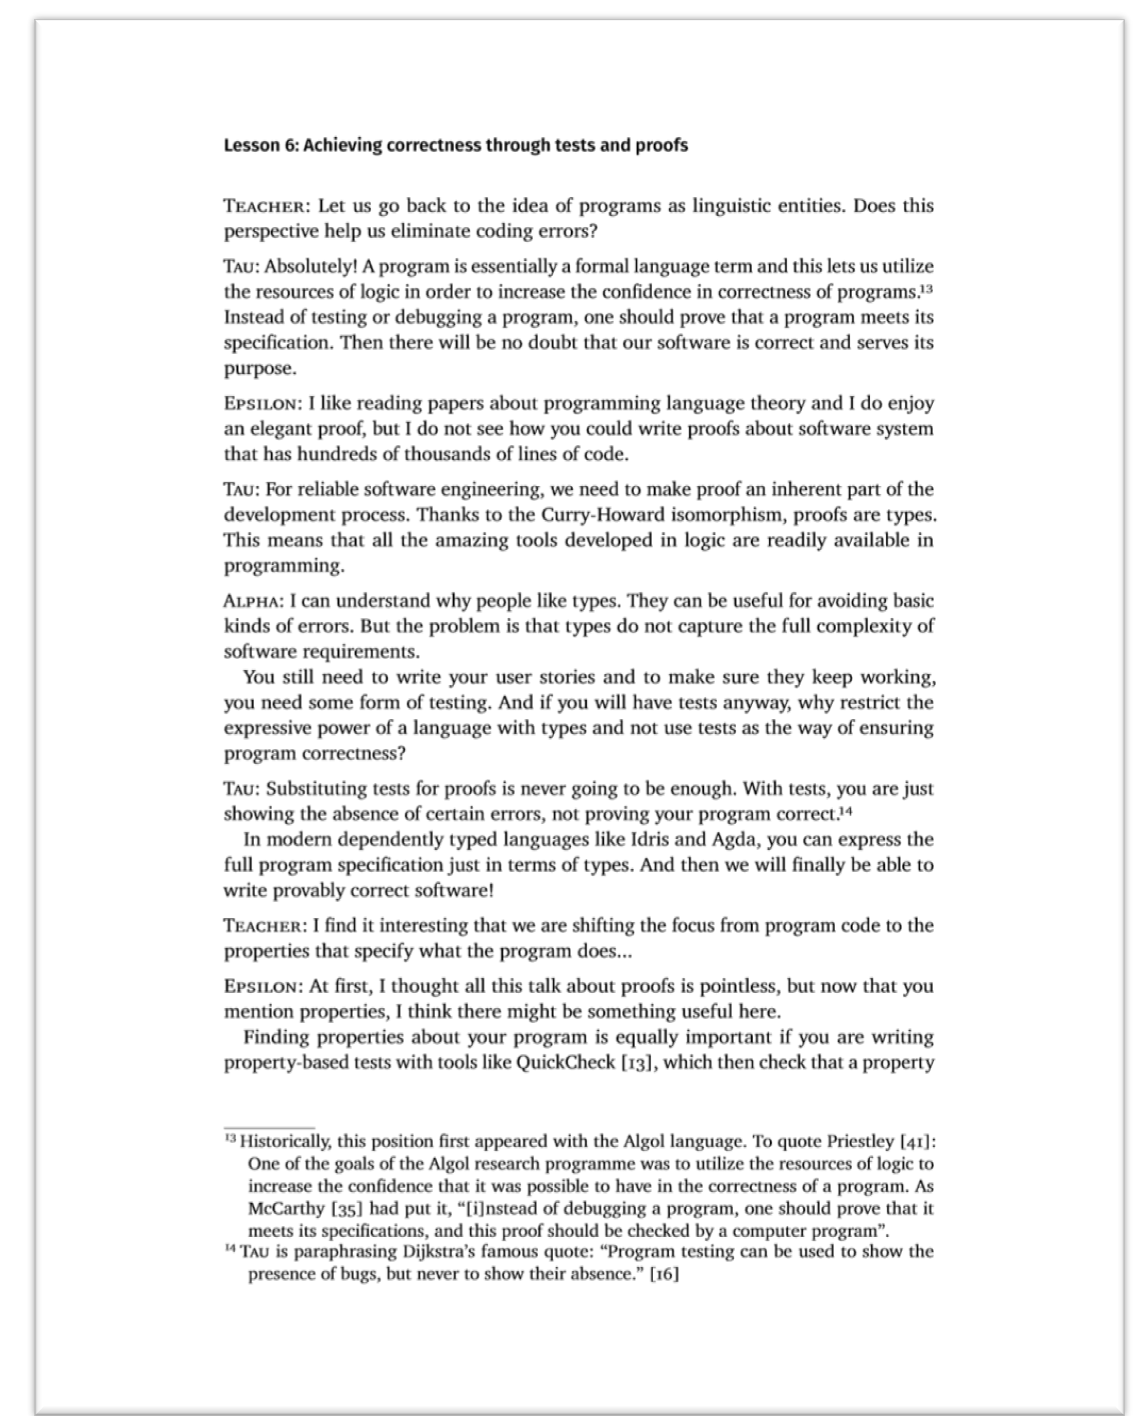 Lesson 6: Achieving correctness through tests and proofs
TEACHER: Let us go back to the idea of programs as linguistic entities. Does this
perspective help us eliminate coding errors?
TAU: Absolutely! A program is essentially a formal language term and this lets us utilize
the resources of logic in order to increase the confidence in correctness of programs.¹³
Instead of testing or debugging a program, one should prove that a program meets its
specification. Then there will be no doubt that our software is correct and serves its
purpose.
EPSILON: I like reading papers about programming language theory and I do enjoy
an elegant proof, but I do not see how you could write proofs about software system
that has hundreds of thousands of lines of code.
TAU: For reliable software engineering, we need to make proof an inherent part of the
development process. Thanks to the Curry-Howard isomorphism, proofs are types.
This means that all the amazing tools developed in logic are readily available in
programming.
ALPHA: I can understand why people like types. They can be useful for avoiding basic
kinds of errors. But the problem is that types do not capture the full complexity of
software requirements.
You still need to write your user stories and to make sure they keep working,
you need some form of testing. And if you will have tests anyway, why restrict the
expressive power of a language with types and not use tests as the way of ensuring
program correctness?
TAU: Substituting tests for proofs is never going to be enough. With tests, you are just
showing the absence of certain errors, not proving your program correct.¹⁴
In modern dependently typed languages like Idris and Agda, you can express the
full program specification just in terms of types. And then we will finally be able to
write provably correct software!
TEACHER: I find it interesting that we are shifting the focus from program code to the
properties that specify what the program does...
EPSILON: At first, I thought all this talk about proofs is pointless, but now that you
mention properties, I think there might be something useful here.
Finding properties about your program is equally important if you are writing
property-based tests with tools like QuickCheck [13], which then check that a property
¹³ Historically, this position first appeared with the Algol language. To quote Priestley [41]:
One of the goals of the Algol research programme was to utilize the resources of logic to
increase the confidence that it was possible to have in the correctness of a program. As
McCarthy [35] had put it, “[i]nstead of debugging a program, one should prove that it
meets its specifications, and this proof should be checked by a computer program”.
¹⁴ TAU is paraphrasing Dijkstra’s famous quote: “Program testing can be used to show the
presence of bugs, but never to show their absence.” [16]